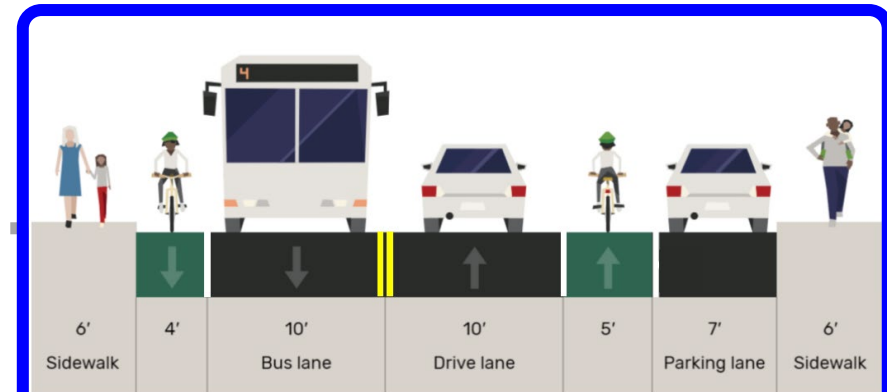 4
6′ 4′ 10′ 10′ 5′ 7′ 6′
Sidewalk Bus lane Drive lane Parking lane Sidewalk